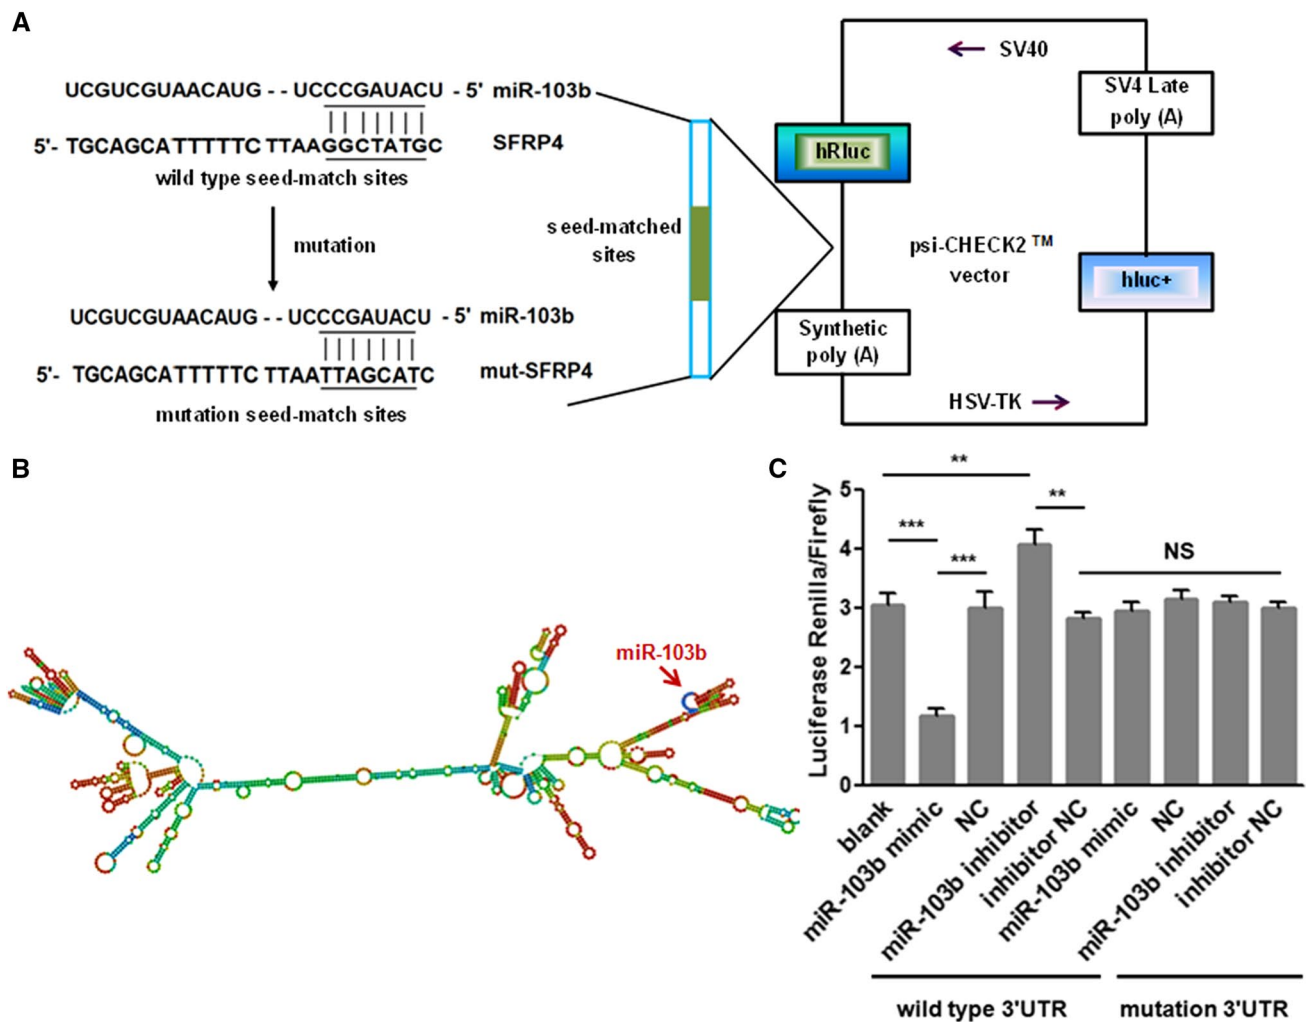 A
UCGUCGUAACAUG - - UCCCGAUACU - 5' miR-103b
5'- TGCAGCATTTTTC TTAAGGCTATGC SFRP4
wild type seed-match sites
mutation
UCGUCGUAACAUG - - UCCCGAUACU - 5' miR-103b
5'- TGCAGCATTTTTC TTAATTAGCATC mut-SFRP4
mutation seed-match sites
seed-matched
sites
SV40
SV4 Late
poly (A)
hRluc
psi-CHECK2 TM
vector
hluc+
Synthetic
poly (A)
HSV-TK
B
miR-103b
C
Luciferase Renilla/Firefly
5
4
3
2
1
0
**
**
***
***
NS
blank
miR-103b mimic
NC
miR-103b inhibitor
inhibitor NC
miR-103b mimic
NC
miR-103b inhibitor
inhibitor NC
wild type 3'UTR
mutation 3'UTR